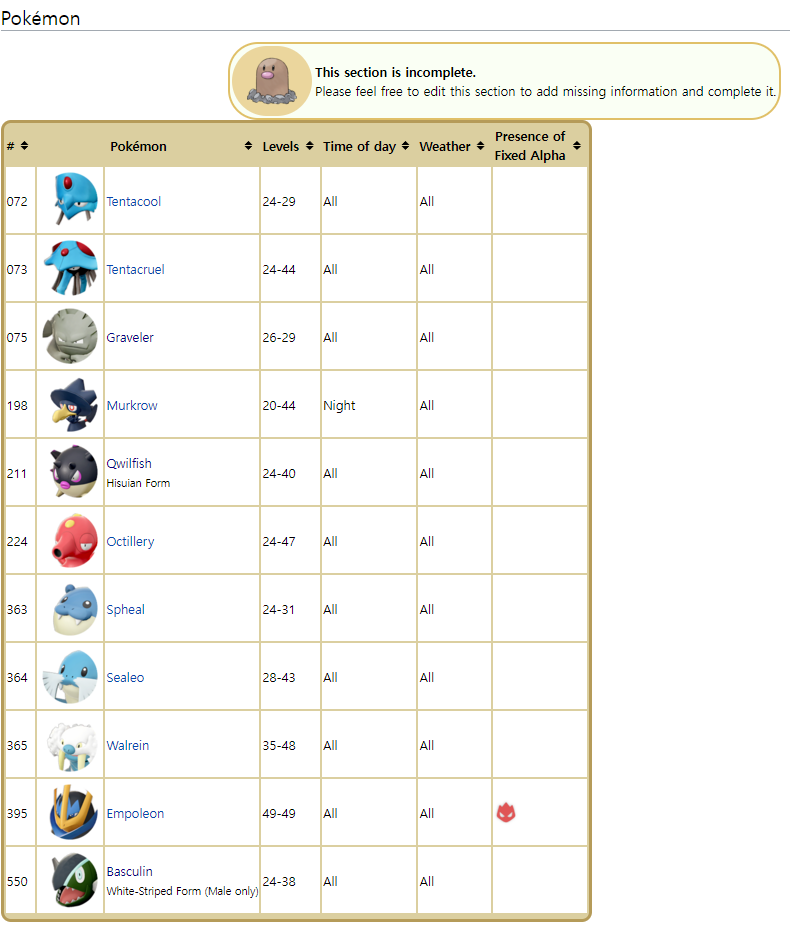 Pokémon
This section is incomplete.
Please feel free to edit this section to add missing information and complete it.
# Pokémon Levels Time of day Weather Presence of
Fixed Alpha
072 Tentacool 24-29 All All
073 Tentacruel 24-44 All All
075 Graveler 26-29 All All
198 Murkrow 20-44 Night All
211 Qwilfish 24-40 All All
Hisuian Form
224 Octillery 24-47 All All
363 Spheal 24-31 All All
364 Sealeo 28-43 All All
365 Walrein 35-48 All All
395 Empoleon 49-49 All All
550 Basculin 24-38 All All
White-Striped Form (Male only)